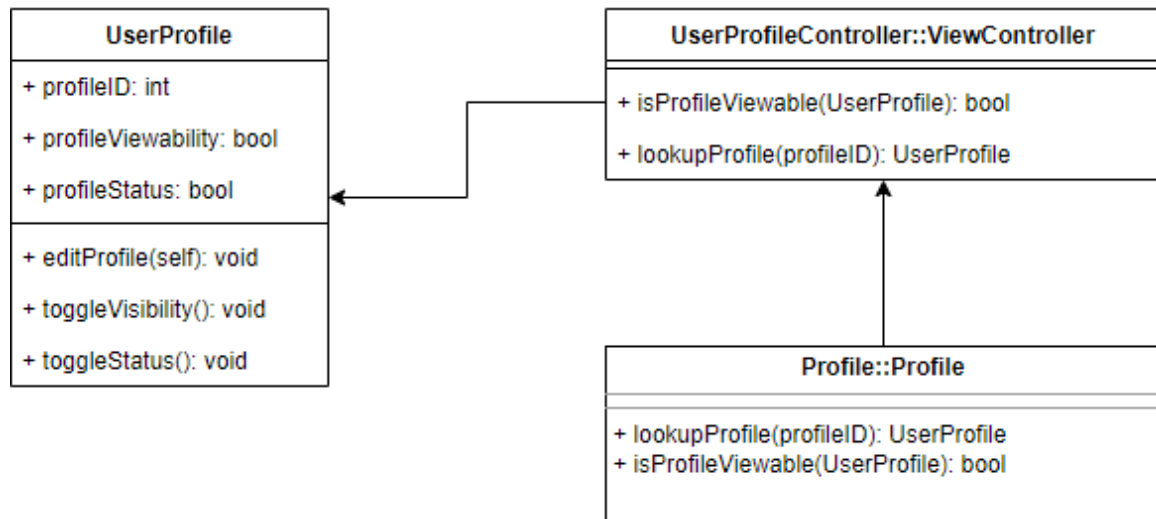 UserProfile
+ profileID: int
+ profileViewability: bool
+ profileStatus: bool
+ editProfile(self): void
+ toggleVisibility(): void
+ toggleStatus(): void
UserProfileController::ViewController
+ isProfileViewable(UserProfile): bool
+ lookupProfile(profileID): UserProfile
Profile::Profile
+ lookupProfile(profileID): UserProfile
+ isProfileViewable(UserProfile): bool